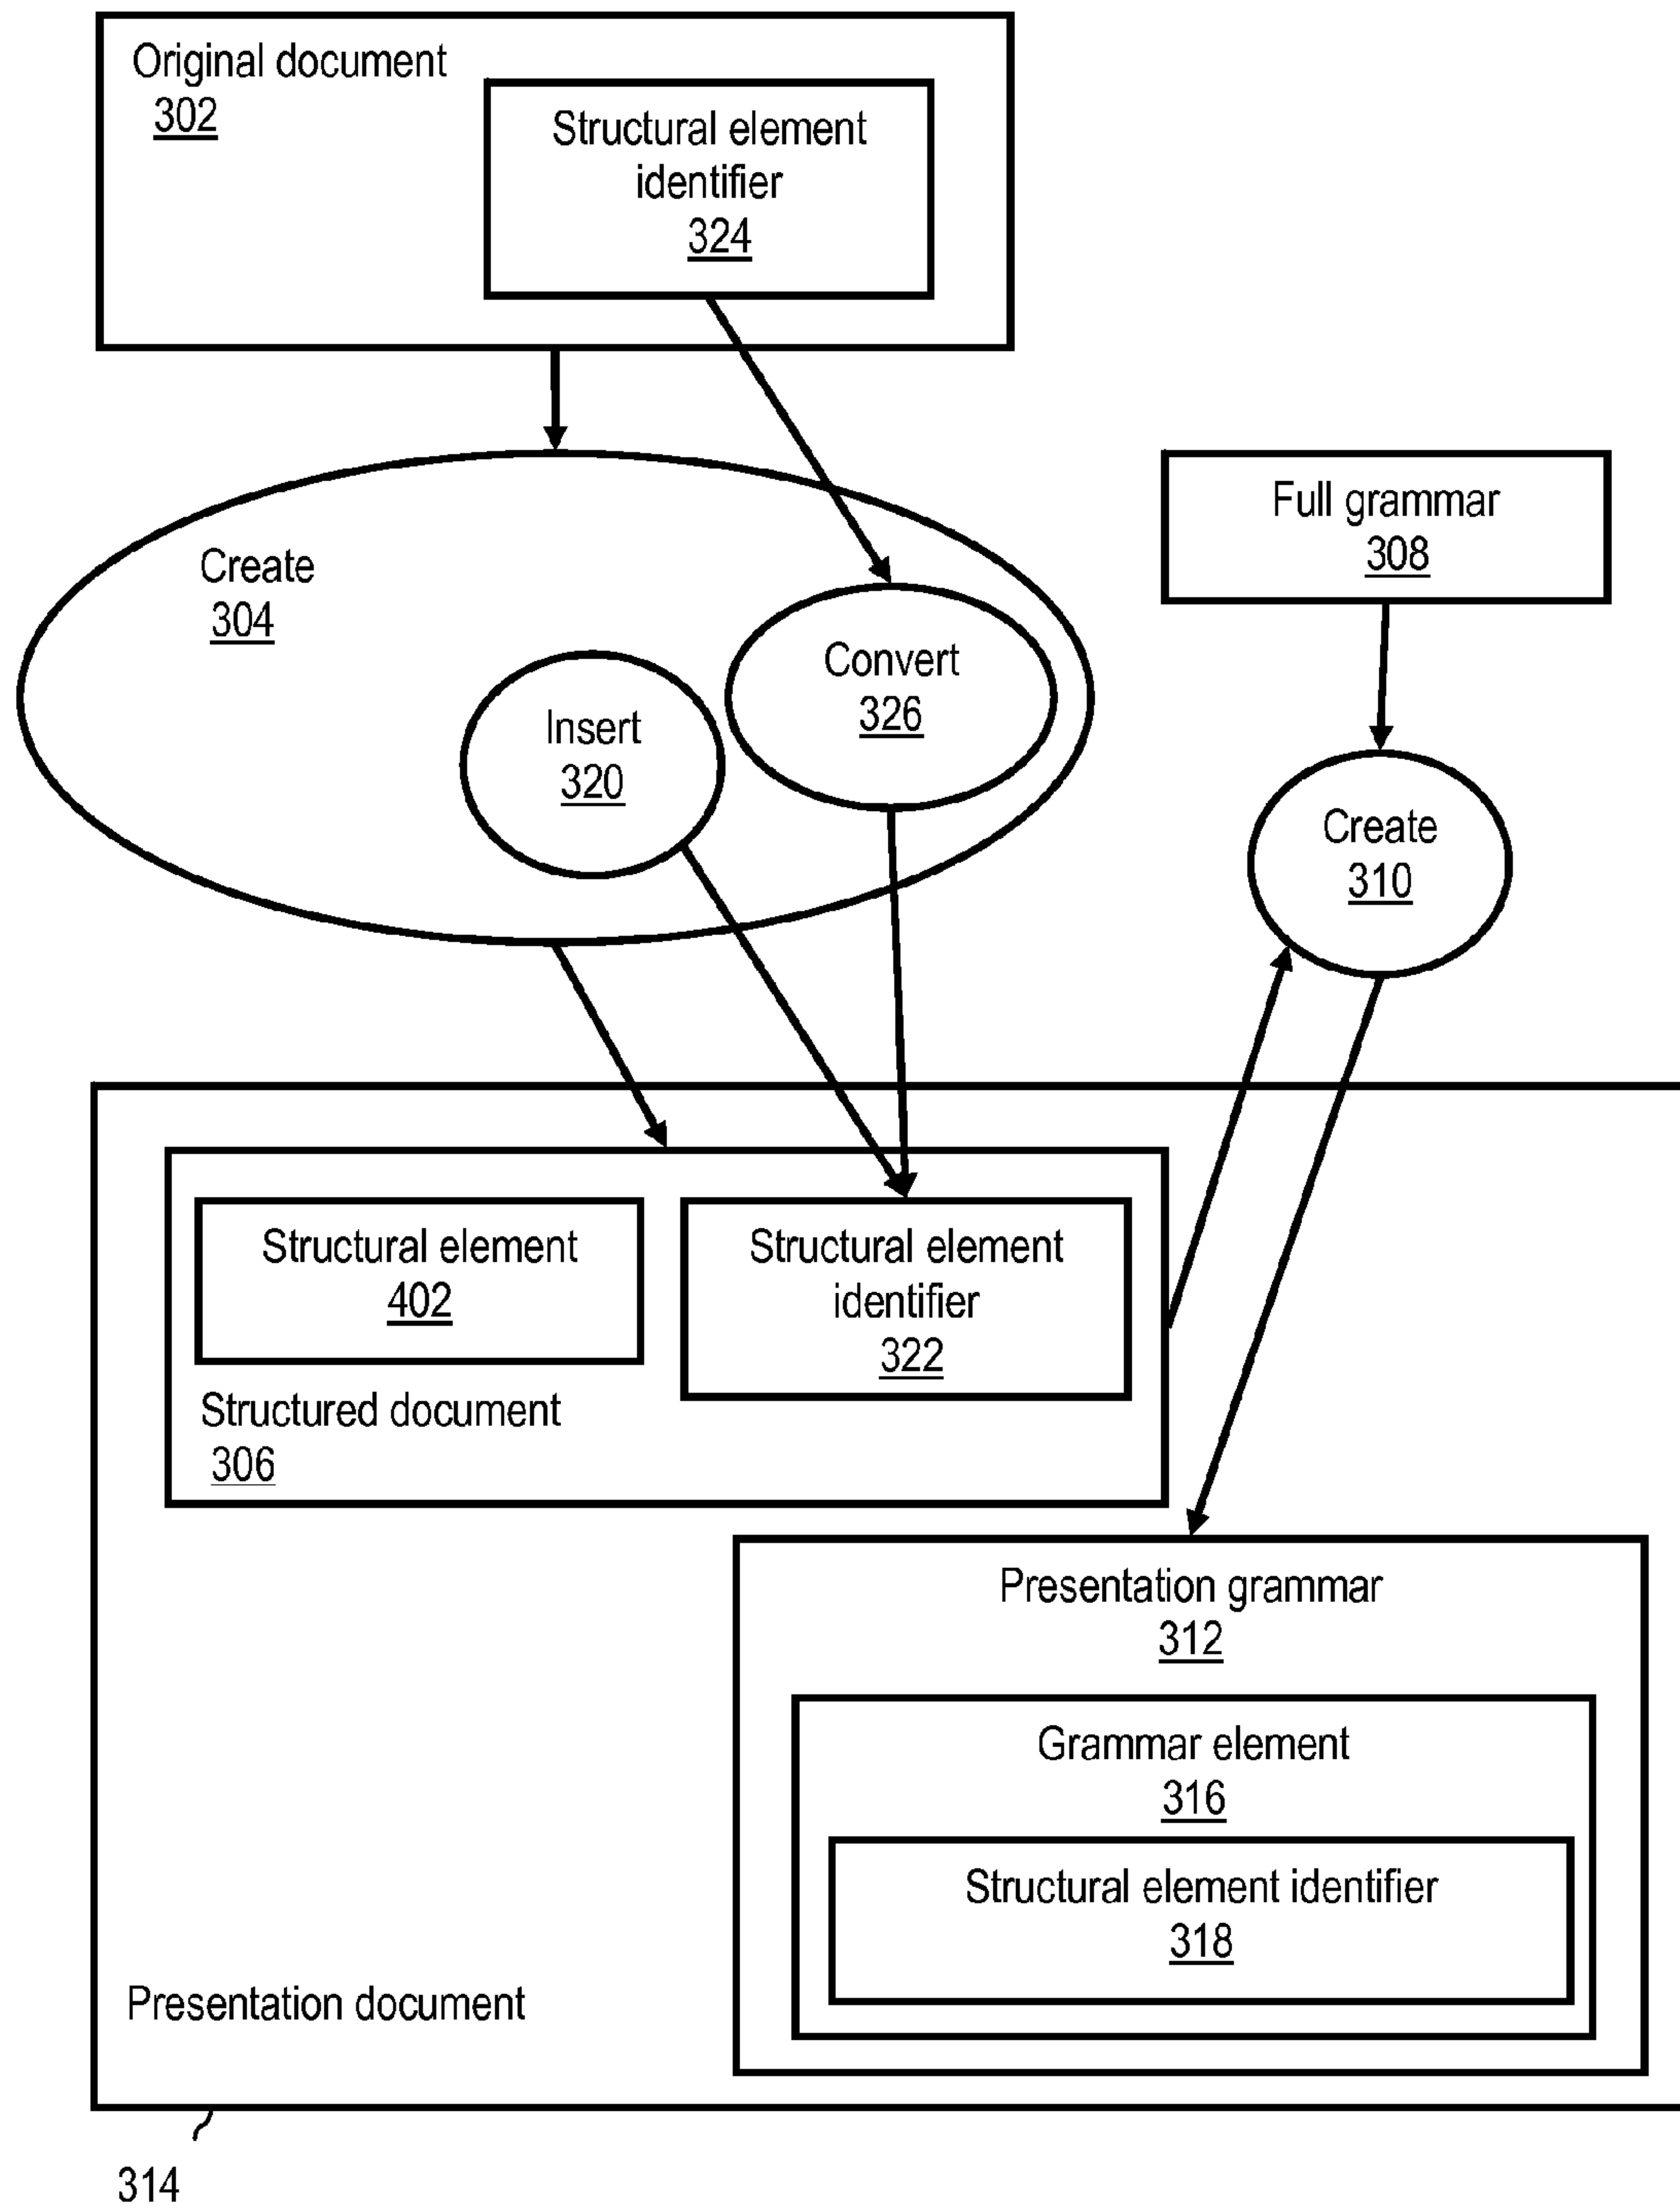 Original document
302
Structural element
identifier
324
Full grammar
308
Create
304
Convert
326
Insert
320
Create
310
Structural element
402
Structural element
identifier
322
Structured document
306
Presentation grammar
312
Grammar element
316
Structural element identifier
318
Presentation document
314